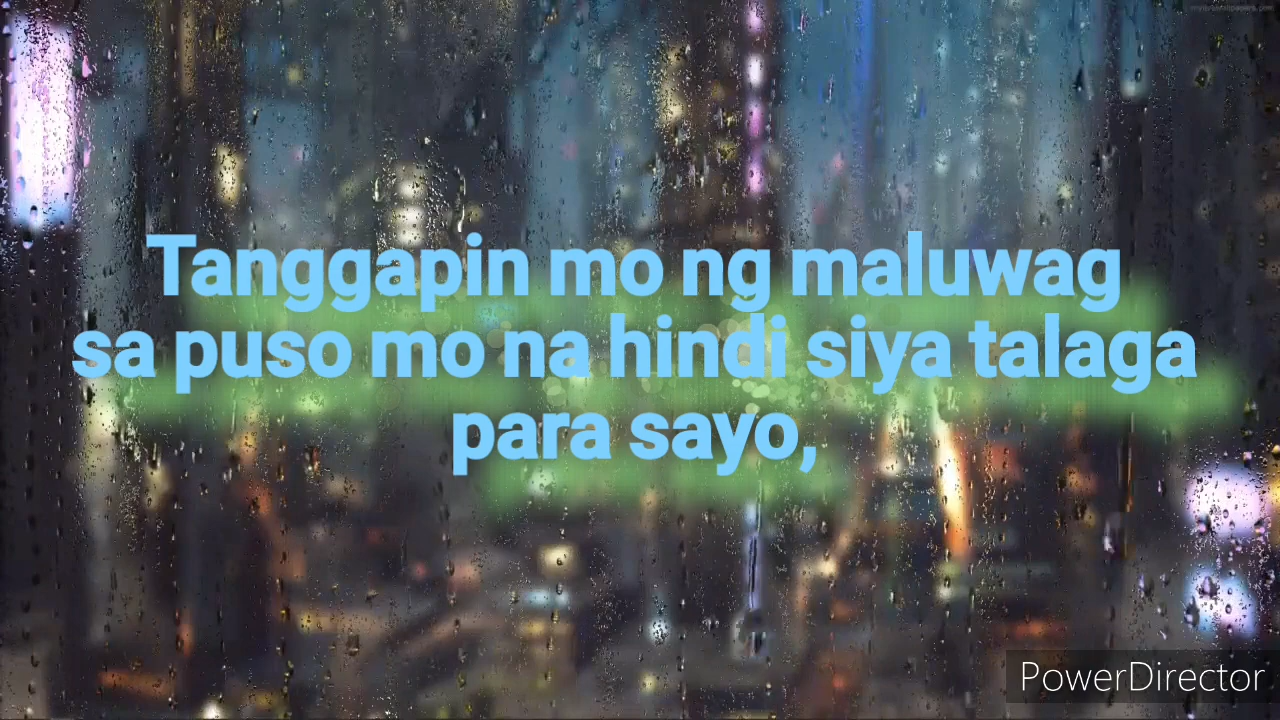 Tanggapin mo ng maluwag
sa puso mo na hindi siya talaga
para sayo,
PowerDirector